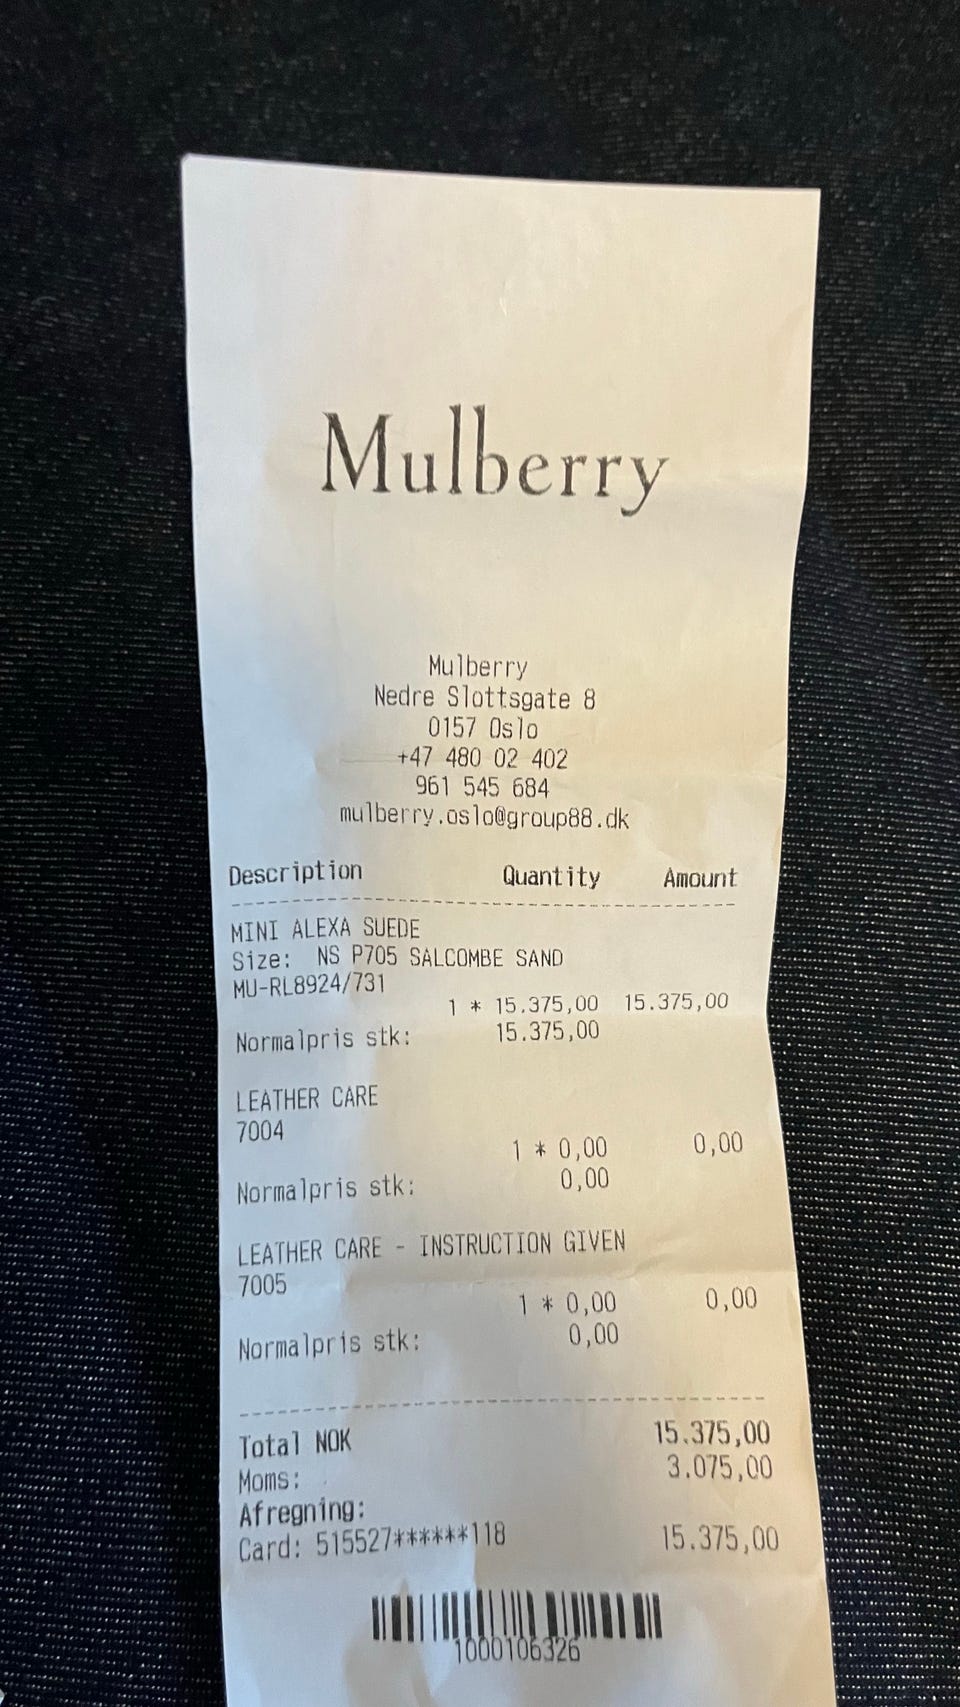 Mulberry
Mulberry
Nedre Slottsgate 8
0157 Oslo
+47 480 02 402
961 545 684
mulberry.oslo@group88.dk
Description Quantity Amount
MINI ALEXA SUEDE
Size: NS P705 SALCOMBE SAND
MU-RL8924/731
1 * 15.375,00 15.375,00
Normalpris stk: 15.375,00
LEATHER CARE
7004
1 * 0,00 0,00
Normalpris stk: 0,00
LEATHER CARE - INSTRUCTION GIVEN
7005
1 * 0,00 0,00
Normalpris stk: 0,00
Total NOK 15.375,00
Moms: 3.075,00
Afregning:
Card: 515527******118 15.375,00
1000106326